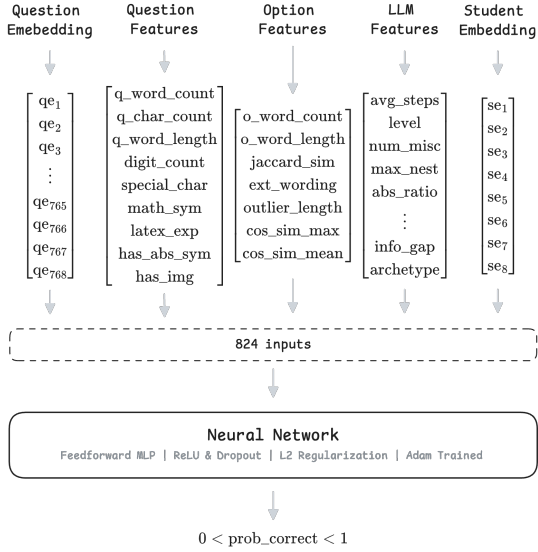 Question Emebedding
qe₁
qe₂
qe₃
⋮
qe₇₆₅
qe₇₆₆
qe₇₆₇
qe₇₆₈
Question Features
q_word_count
q_char_count
q_word_length
digit_count
special_char
math_sym
latex_exp
has_abs_sym
has_img
Option Features
o_word_count
o_word_length
jaccard_sim
ext_wording
outlier_length
cos_sim_max
cos_sim_mean
LLM Features
avg_steps
level
num_misc
max_nest
abs_ratio
⋮
info_gap
archetype
Student Embedding
se₁
se₂
se₃
se₄
se₅
se₆
se₇
se₈
824 inputs
Neural Network
Feedforward MLP | ReLU & Dropout | L2 Regularization | Adam Trained
0 < prob_correct < 1